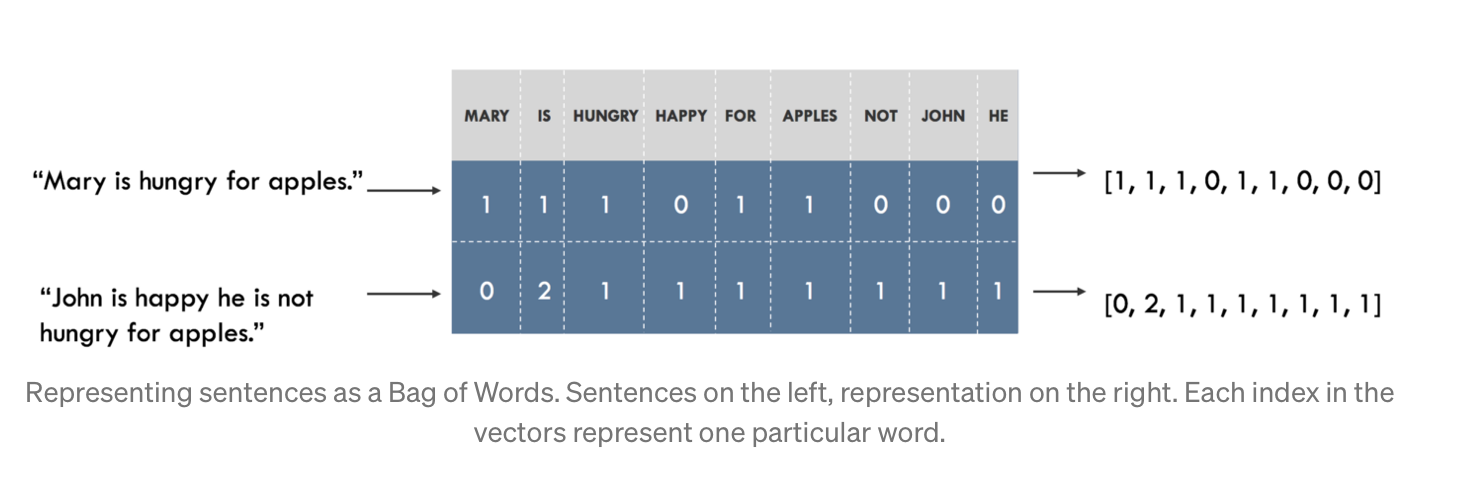 MARY IS HUNGRY HAPPY FOR APPLES NOT JOHN HE
“Mary is hungry for apples.”
1 1 1 0 1 1 0 0 0
[1, 1, 1, 0, 1, 1, 0, 0, 0]
“John is happy he is not
hungry for apples.”
0 2 1 1 1 1 1 1 1
[0, 2, 1, 1, 1, 1, 1, 1, 1]
Representing sentences as a Bag of Words. Sentences on the left, representation on the right. Each index in the
vectors represent one particular word.